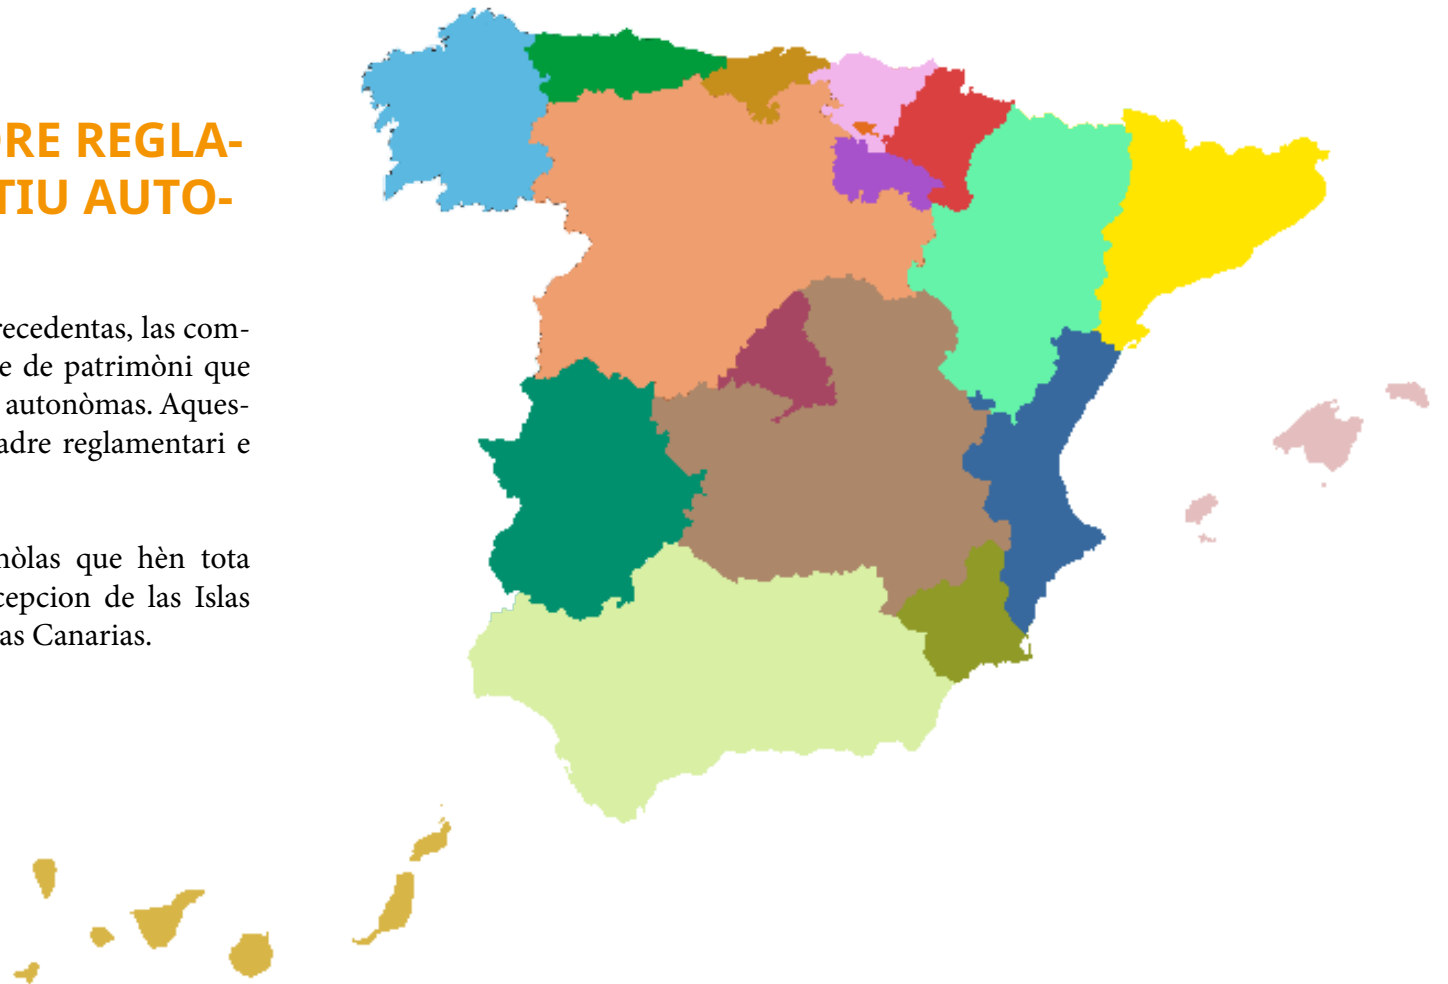 DRE REGLA-
TIU AUTO-
recedentas, las com-
e de patrimòni que
autonòmas. Aques-
adre reglamentari e
nòlas que hèn tota
cepcion de las Islas
as Canarias.